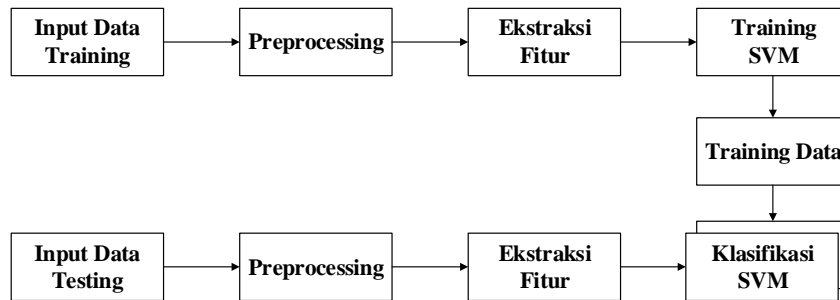 Input Data
Training
Preprocessing
Ekstraksi
Fitur
Training
SVM
Training Data
Input Data
Testing
Preprocessing
Ekstraksi
Fitur
Klasifikasi
SVM